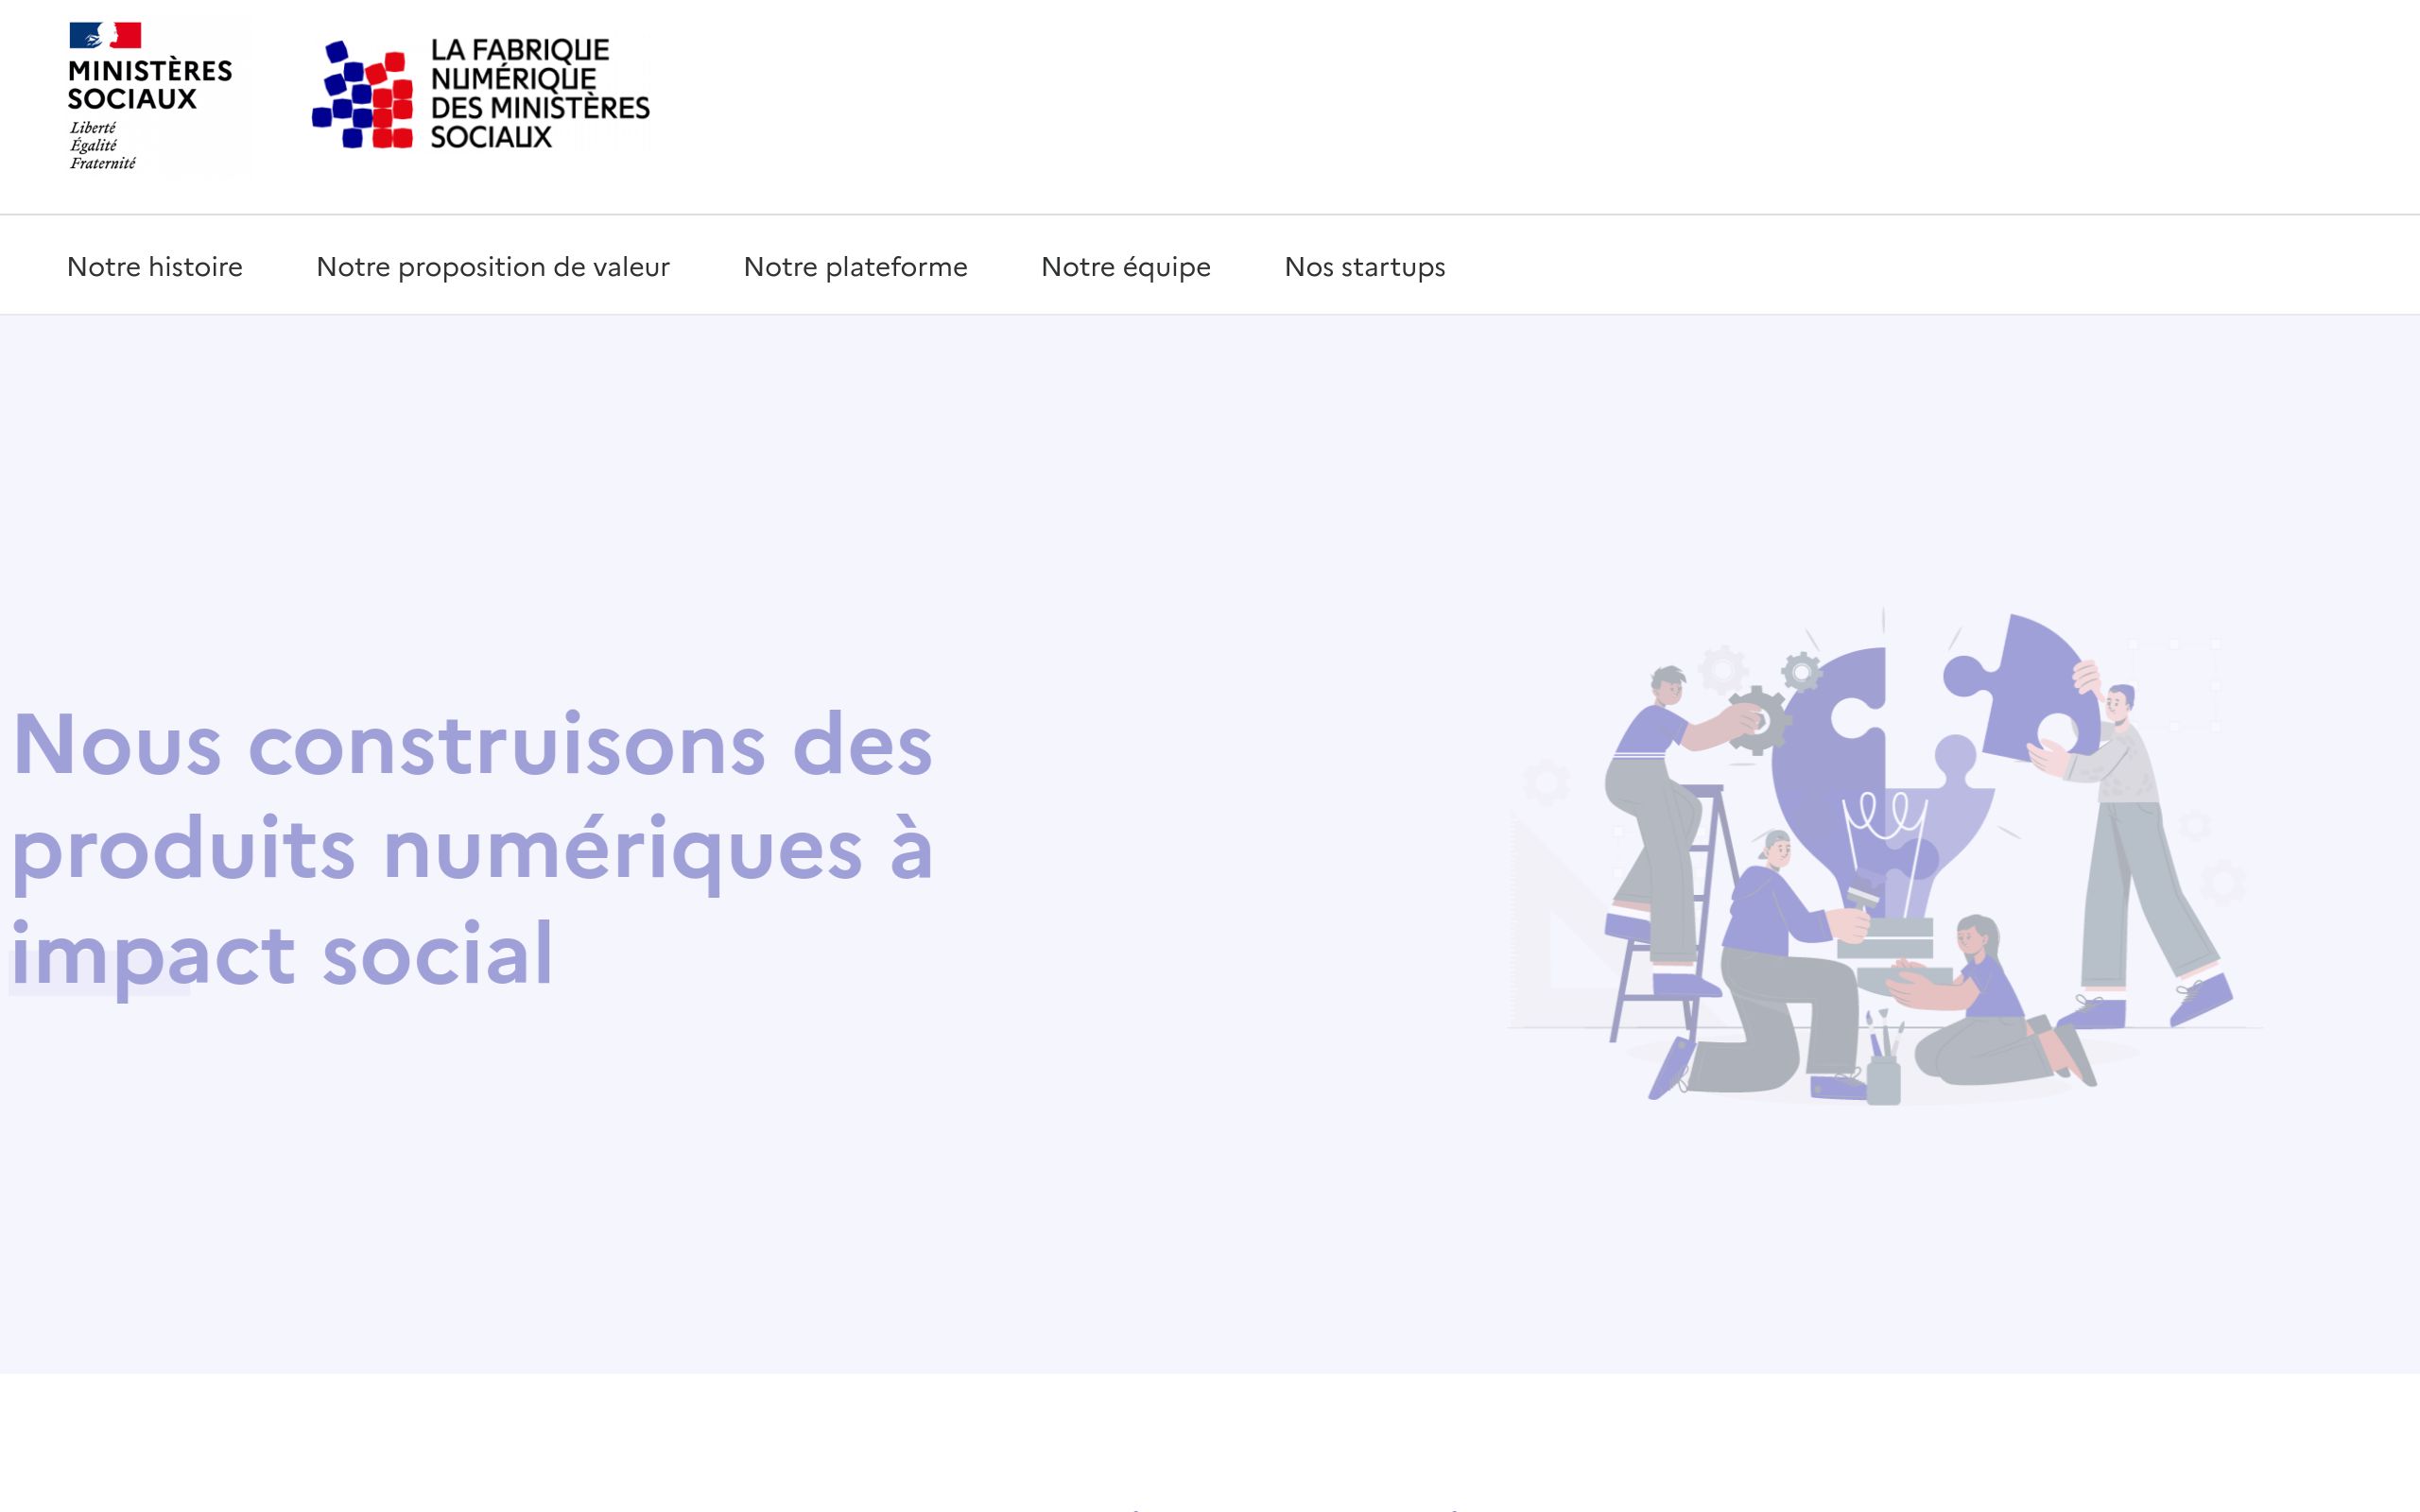 MINISTÈRES
SOCIAUX
Liberté
Égalité
Fraternité
LA FABRIQUE
NUMÉRIQUE
DES MINISTÈRES
SOCIAUX
Notre histoire
Notre proposition de valeur
Notre plateforme
Notre équipe
Nos startups
Nous construisons des
produits numériques à
impact social